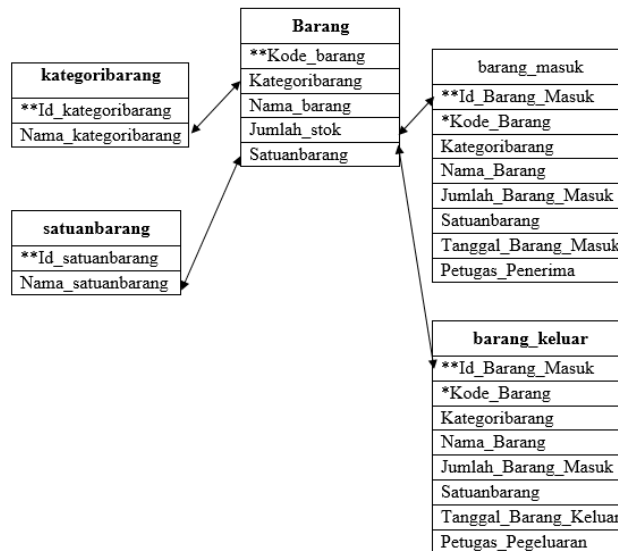 kategoribarang
**Id_kategoribarang
Nama_kategoribarang
satuanbarang
**Id_satuanbarang
Nama_satuanbarang
Barang
**Kode_barang
Kategoribarang
Nama_barang
Jumlah_stok
Satuanbarang
barang_masuk
**Id_Barang_Masuk
*Kode_Barang
Kategoribarang
Nama_Barang
Jumlah_Barang_Masuk
Satuanbarang
Tanggal_Barang_Masuk
Petugas_Penerima
barang_keluar
**Id_Barang_Masuk
*Kode_Barang
Kategoribarang
Nama_Barang
Jumlah_Barang_Masuk
Satuanbarang
Tanggal_Barang_Keluar
Petugas_Pegeluaran